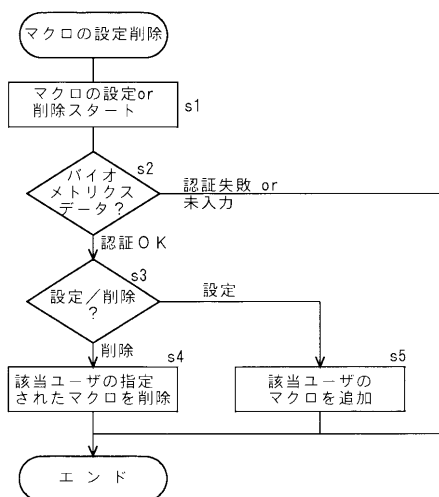 マクロの設定削除
マクロの設定or
削除スタート
s1
s2
バイオ
メトリクス
データ？
認証失敗 or
未入力
認証ＯＫ
s3
設定／削除
？
設定
削除
s4
該当ユーザの指定
されたマクロを削除
s5
該当ユーザの
マクロを追加
エンド